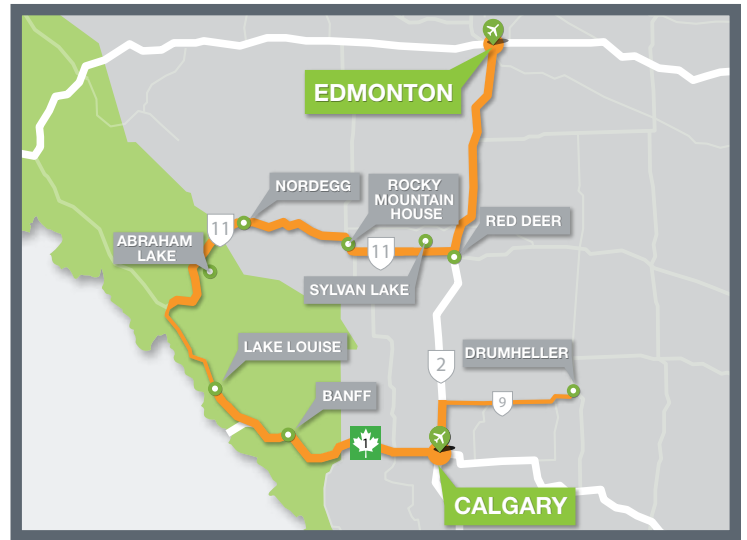 EDMONTON
NORDEGG
ROCKY
MOUNTAIN
HOUSE
11
RED DEER
ABRAHAM
LAKE
11
SYLVAN LAKE
LAKE LOUISE
2
DRUMHELLER
BANFF
9
1
CALGARY